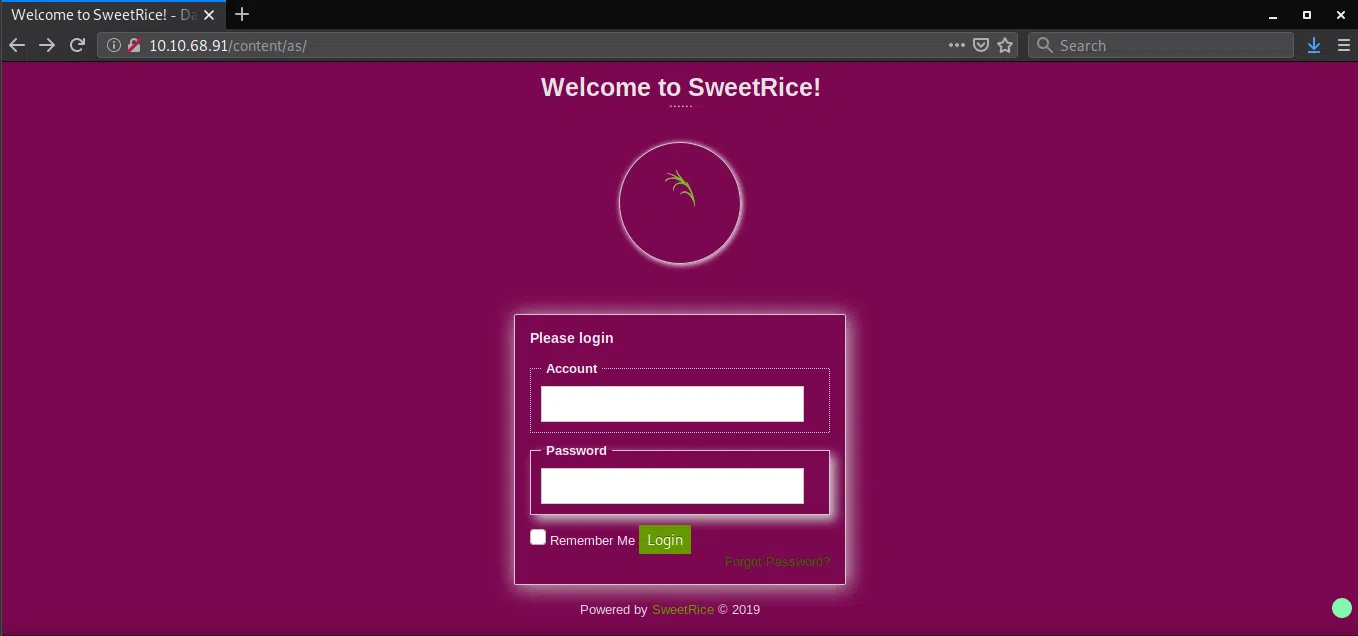 Welcome to SweetRice! - Da
10.10.68.91/content/as/
Search
Welcome to SweetRice!
......
Please login
Account
Password
Remember Me Login
Forgot Password?
Powered by SweetRice © 2019